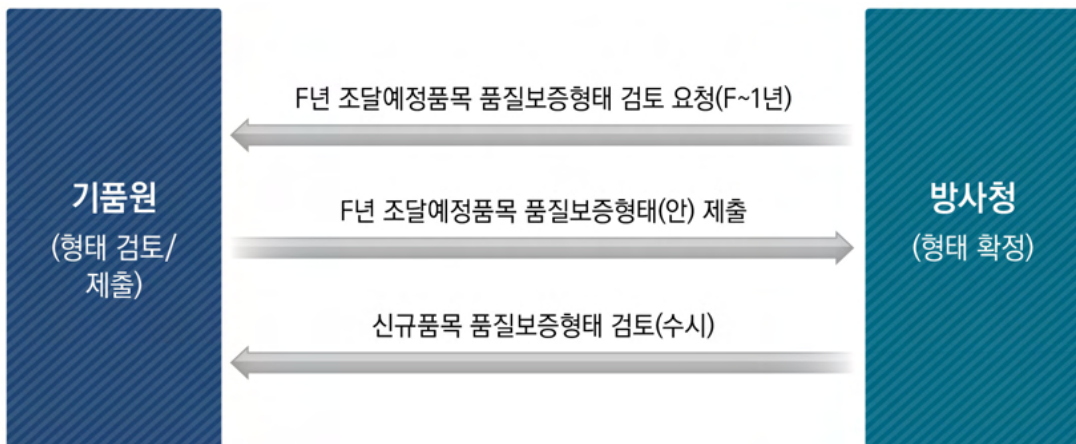 F년 조달예정품목 품질보증형태 검토 요청(F~1년)
기품원
(형태 검토/
제출)
F년 조달예정품목 품질보증형태(안) 제출
방사청
(형태 확정)
신규품목 품질보증형태 검토(수시)